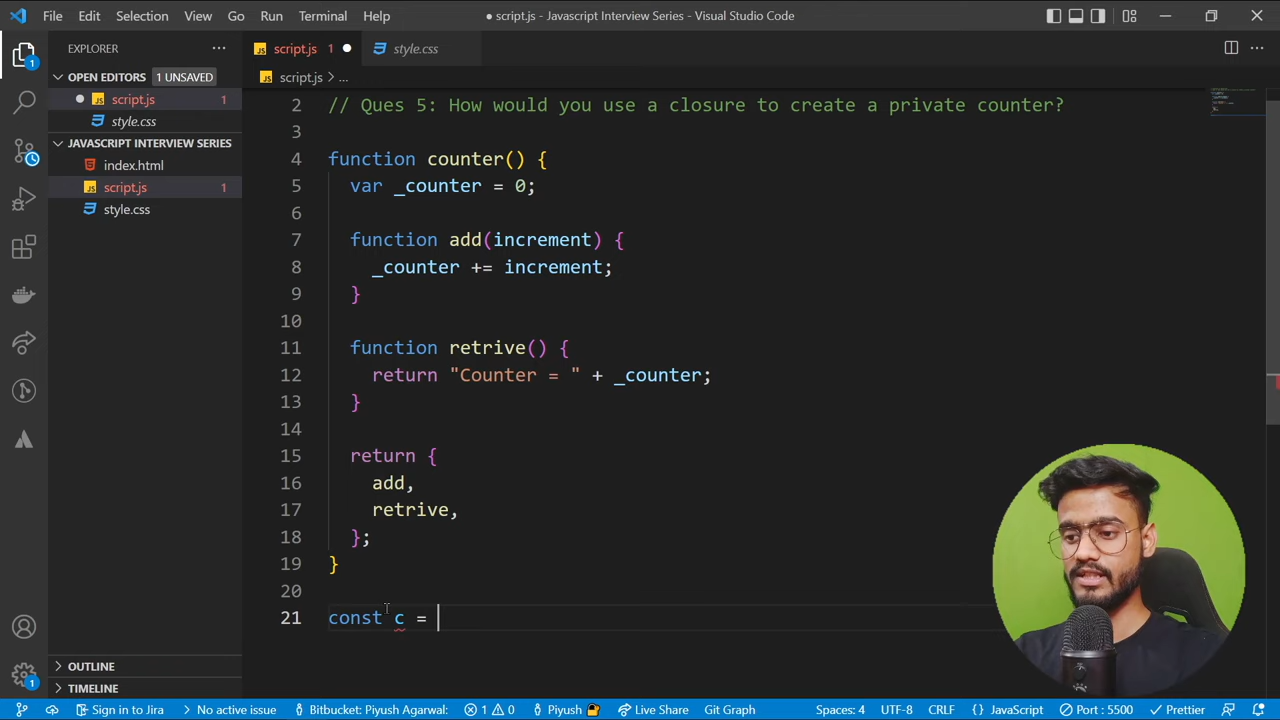 File Edit Selection View Go Run Terminal Help
script.js - Javascript Interview Series - Visual Studio Code
EXPLORER
script.js 1
style.css
OPEN EDITORS 1 UNSAVED
script.js > ...
script.js 1
style.css
JAVASCRIPT INTERVIEW SERIES
index.html
script.js 1
style.css
2 // Ques 5: How would you use a closure to create a private counter?
3
4 function counter() {
5 var _counter = 0;
6
7 function add(increment) {
8 _counter += increment;
9 }
10
11 function retrive() {
12 return "Counter = " + _counter;
13 }
14
15 return {
16 add,
17 retrive,
18 };
19 }
20
21 const c =
OUTLINE
TIMELINE
1
1
Sign in to Jira No active issue Bitbucket: Piyush Agarwal: 1 0 Piyush Live Share Git Graph Spaces: 4 UTF-8 CRLF {} JavaScript Port : 5500 Prettier